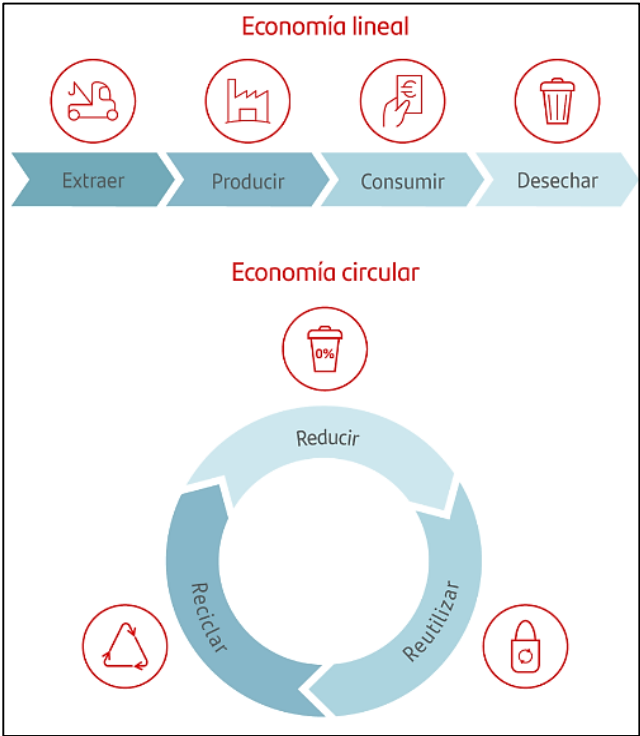 Economía lineal
€
Extraer Producir Consumir Desechar
Economía circular
0%
Reducir
Reciclar
Reutilizar